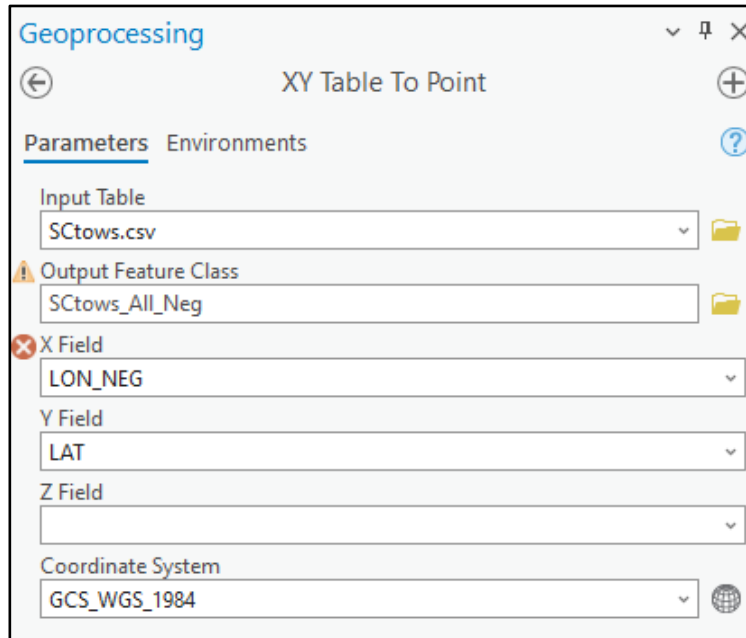 Geoprocessing
XY Table To Point
Parameters Environments
Input Table
SCtows.csv
Output Feature Class
SCtows_All_Neg
X Field
LON_NEG
Y Field
LAT
Z Field
Coordinate System
GCS_WGS_1984